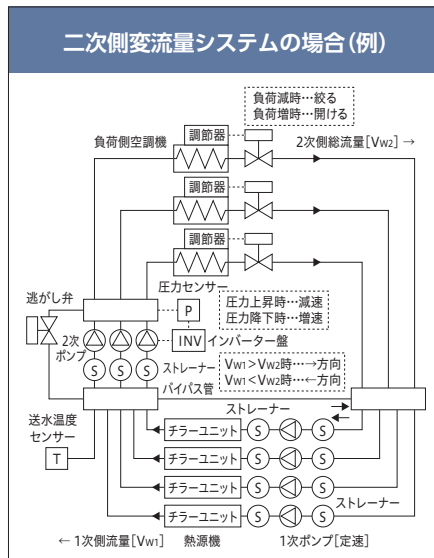 二次側変流量システムの場合(例)
負荷減時…絞る
負荷増時…開ける
調節器
負荷側空調機
2次側総流量[VW2] →
調節器
調節器
圧力センサー
逃がし弁
P
圧力上昇時…減速
圧力降下時…増速
2次
ポンプ
INV
インバーター盤
ストレーナー
S
S
S
VW1>VW2時…→方向
VW1<VW2時…←方向
バイパス管
送水温度
センサー
T
ストレーナー
チラーユニット
S
S
チラーユニット
S
S
チラーユニット
S
S
ストレーナー
チラーユニット
S
S
← 1次側流量[VW1]
熱源機
1次ポンプ[定速]